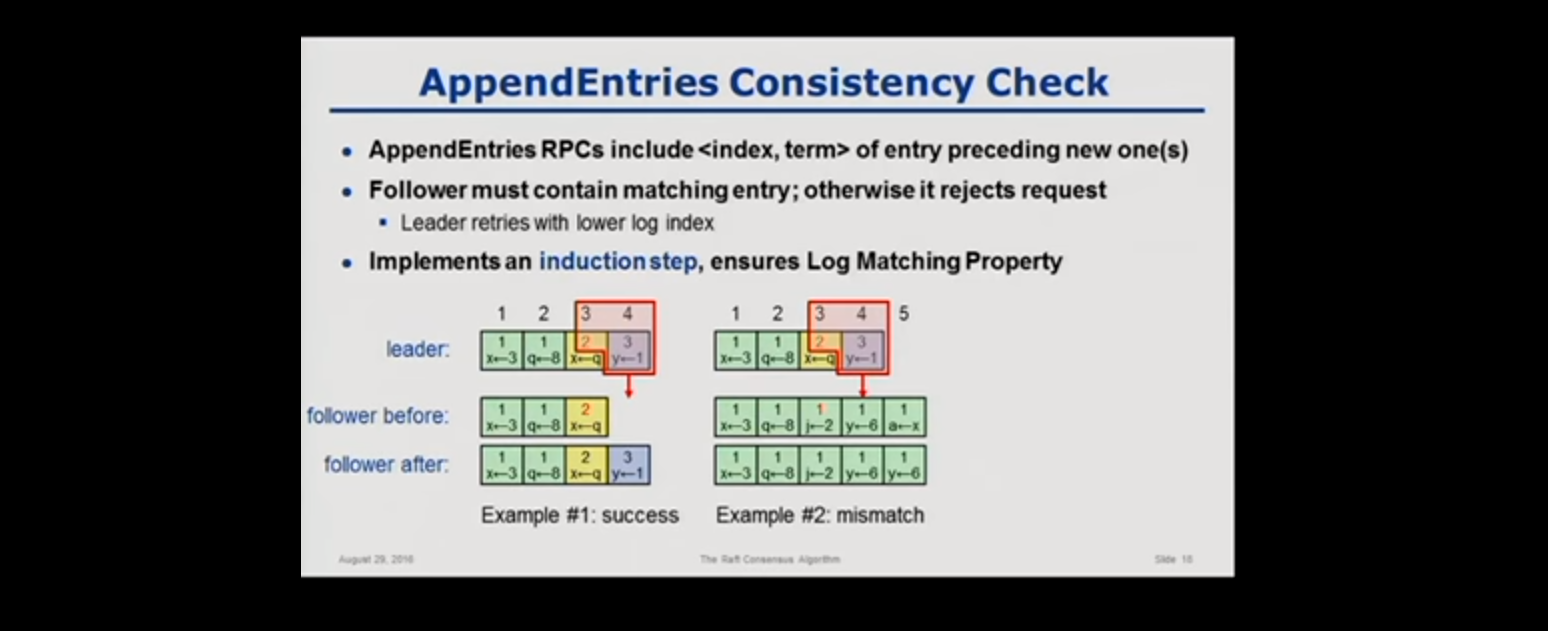 AppendEntries Consistency Check
• AppendEntries RPCs include <index, term> of entry preceding new one(s)
• Follower must contain matching entry; otherwise it rejects request
▪ Leader retries with lower log index
• Implements an induction step, ensures Log Matching Property
1 2 3 4 1 2 3 4 5
leader: 1 1 2 3 1 1 2 3
x←3 q←8 x←q y←1 x←3 q←8 x←q y←1
follower before: 1 1 2 1 1 1 1 1
x←3 q←8 x←q x←3 q←8 j←2 y←6 a←x
follower after: 1 1 2 3 1 1 1 1 1
x←3 q←8 x←q y←1 x←3 q←8 j←2 y←6 y←6
Example #1: success Example #2: mismatch
August 29, 2016 The Raft Consensus Algorithm Slide 18